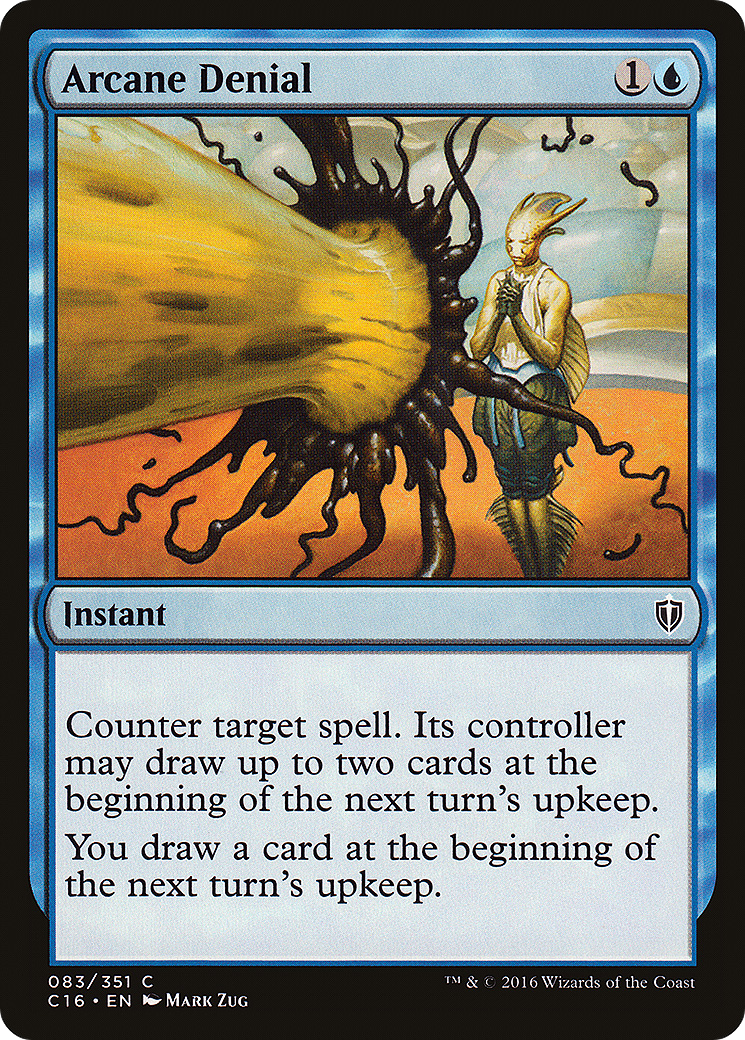 Arcane Denial 1
Instant
Counter target spell. Its controller
may draw up to two cards at the
beginning of the next turn's upkeep.
You draw a card at the beginning of
the next turn's upkeep.
083/351 C ™ & © 2016 Wizards of the Coast
C16 • EN Mark Zug